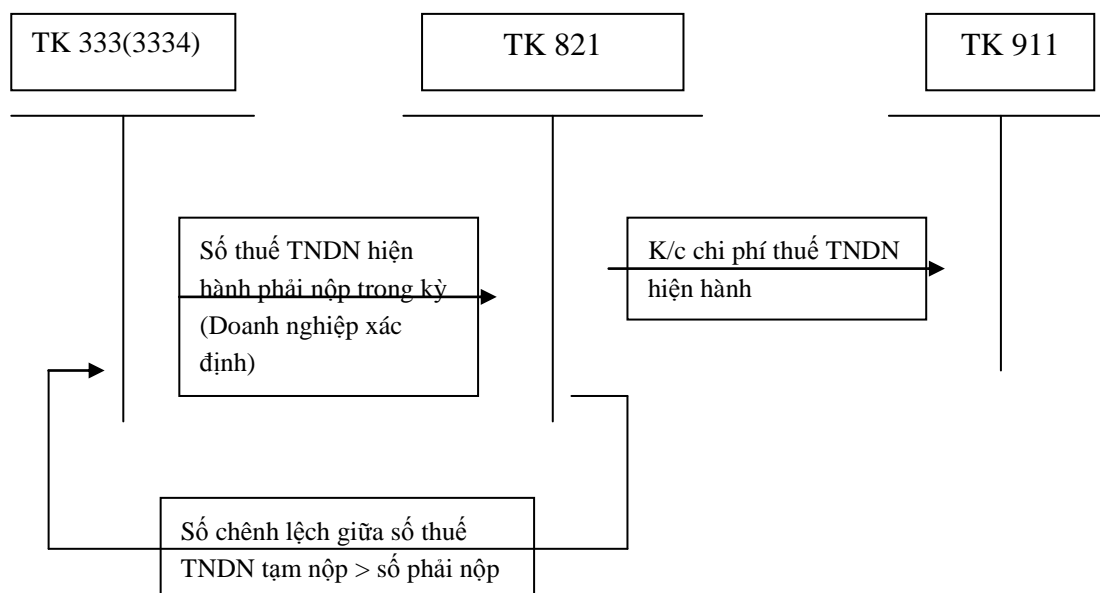 TK 333(3334)
TK 821
TK 911
Số thuế TNDN hiện
hành phải nộp trong kỳ
(Doanh nghiệp xác
định)
K/c chi phí thuế TNDN
hiện hành
Số chênh lệch giữa số thuế
TNDN tạm nộp > số phải nộp